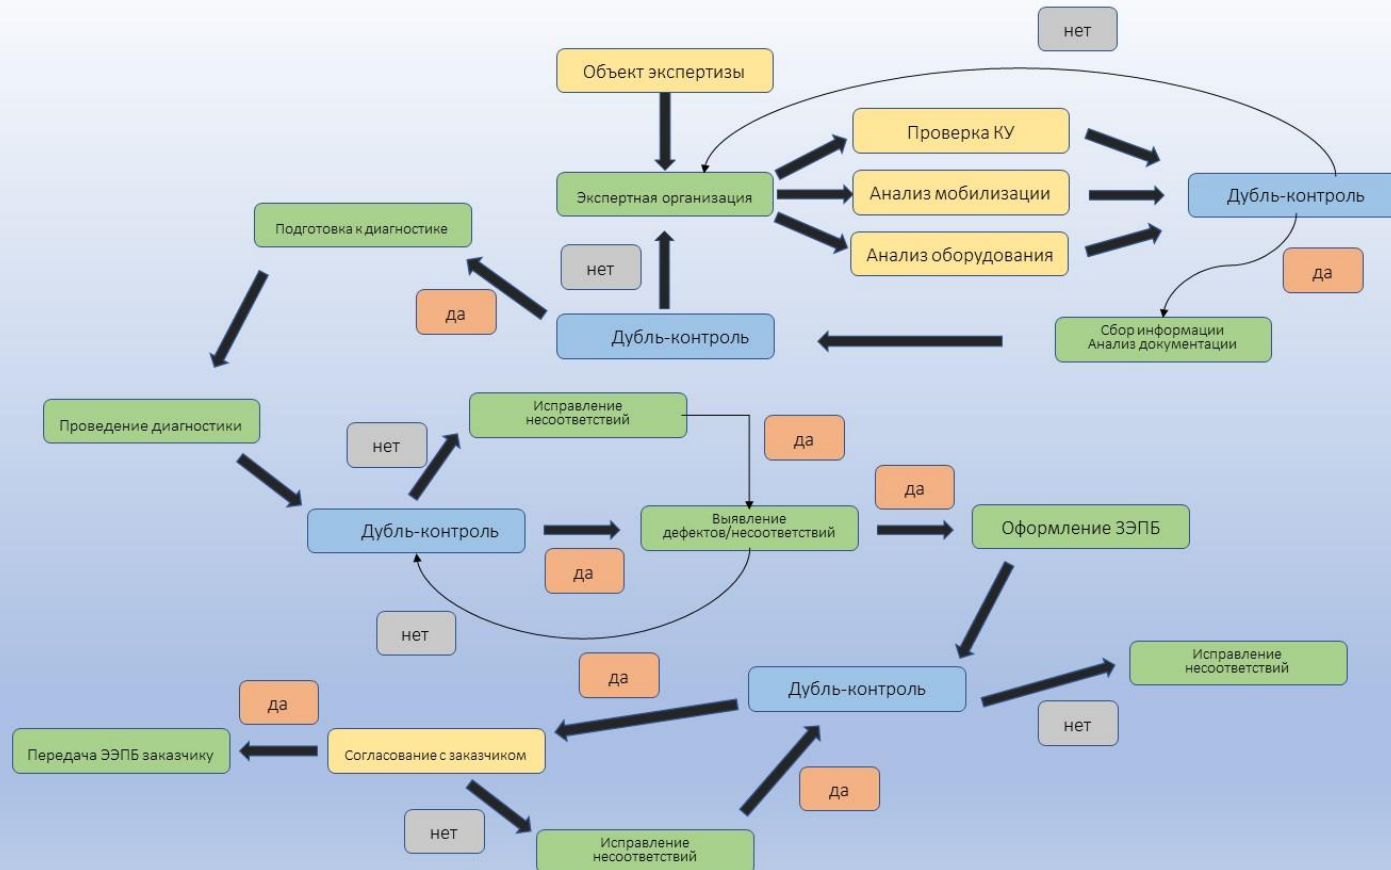 нет
Объект экспертизы
Проверка КУ
Экспертная организация
Анализ мобилизации
Дубль-контроль
Подготовка к диагностике
нет
Анализ оборудования
да
да
Дубль-контроль
Сбор информации
Анализ документации
Проведение диагностики
Исправление
несоответствий
нет
да
да
Дубль-контроль
Выявление
дефектов/несоответствий
Оформление ЗЭПБ
да
нет
да
Исправление
несоответствий
Дубль-контроль
да
нет
Передача ЭЭПБ заказчику
Согласование с заказчиком
да
нет
Исправление
несоответствий